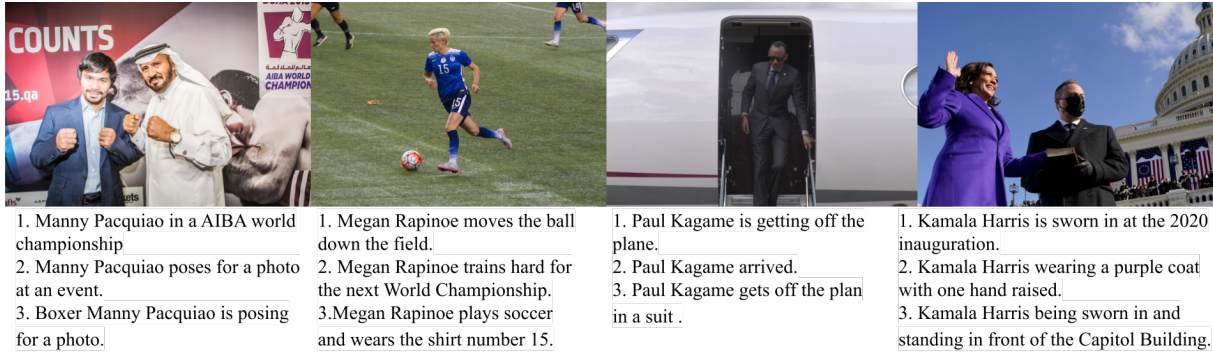 COUNTS
15.qa
AIBA WORLD
CHAMPION
15
15
1. Manny Pacquiao in a AIBA world
championship
2. Manny Pacquiao poses for a photo
at an event.
3. Boxer Manny Pacquiao is posing
for a photo.
1. Megan Rapinoe moves the ball
down the field.
2. Megan Rapinoe trains hard for
the next World Championship.
3.Megan Rapinoe plays soccer
and wears the shirt number 15.
1. Paul Kagame is getting off the
plane.
2. Paul Kagame arrived.
3. Paul Kagame gets off the plan
in a suit .
1. Kamala Harris is sworn in at the 2020
inauguration.
2. Kamala Harris wearing a purple coat
with one hand raised.
3. Kamala Harris being sworn in and
standing in front of the Capitol Building.